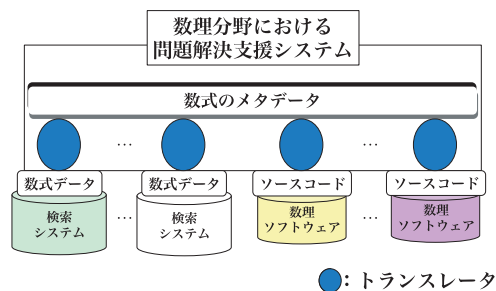 数理分野における
問題解決支援システム
数式のメタデータ
… … …
数式データ 数式データ ソースコード ソースコード
検索
システム
…
検索
システム
数理
ソフトウェア
…
数理
ソフトウェア
:トランスレータ